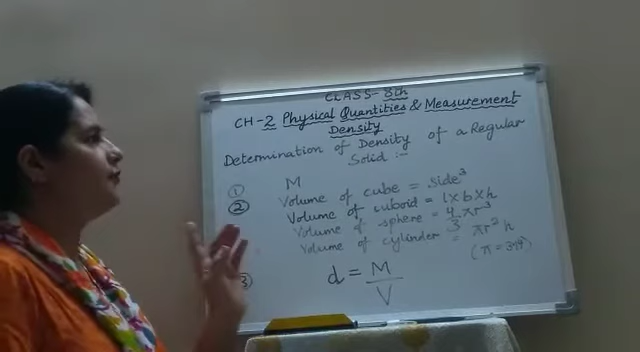 CLASS-8th
CH-2 Physical Quantities & Measurement
Density
Determination of Density of a Regular
Solid :-
① M
② Volume of cube = side³
Volume of cuboid = l×b×h
Volume of sphere = 4/3 πr³
Volume of cylinder = πr²h
(π = 3.14)
③ d = M/V